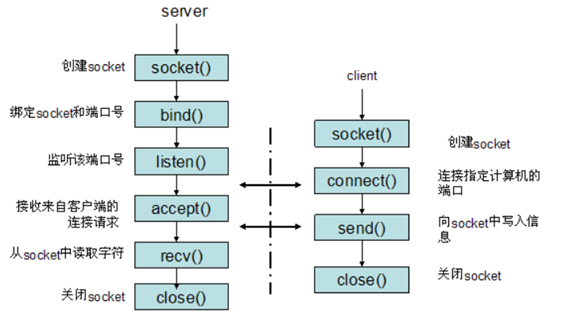 server
创建socket
socket()
绑定socket和端口号
bind()
监听该端口号
listen()
接收来自客户端的
连接请求
accept()
从socket中读取字符
recv()
关闭socket
close()
client
socket()
创建socket
connect()
连接指定计算机的
端口
send()
向socket中写入信
息
close()
关闭socket